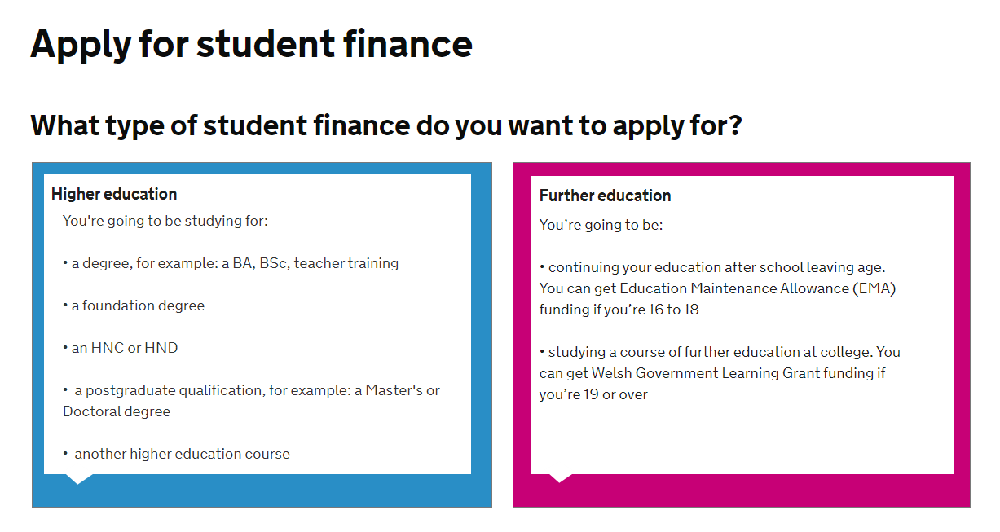 Apply for student finance
What type of student finance do you want to apply for?
Higher education
You're going to be studying for:
• a degree, for example: a BA, BSc, teacher training
• a foundation degree
• an HNC or HND
• a postgraduate qualification, for example: a Master's or
Doctoral degree
• another higher education course
Further education
You’re going to be:
• continuing your education after school leaving age.
You can get Education Maintenance Allowance (EMA)
funding if you’re 16 to 18
• studying a course of further education at college. You
can get Welsh Government Learning Grant funding if
you’re 19 or over